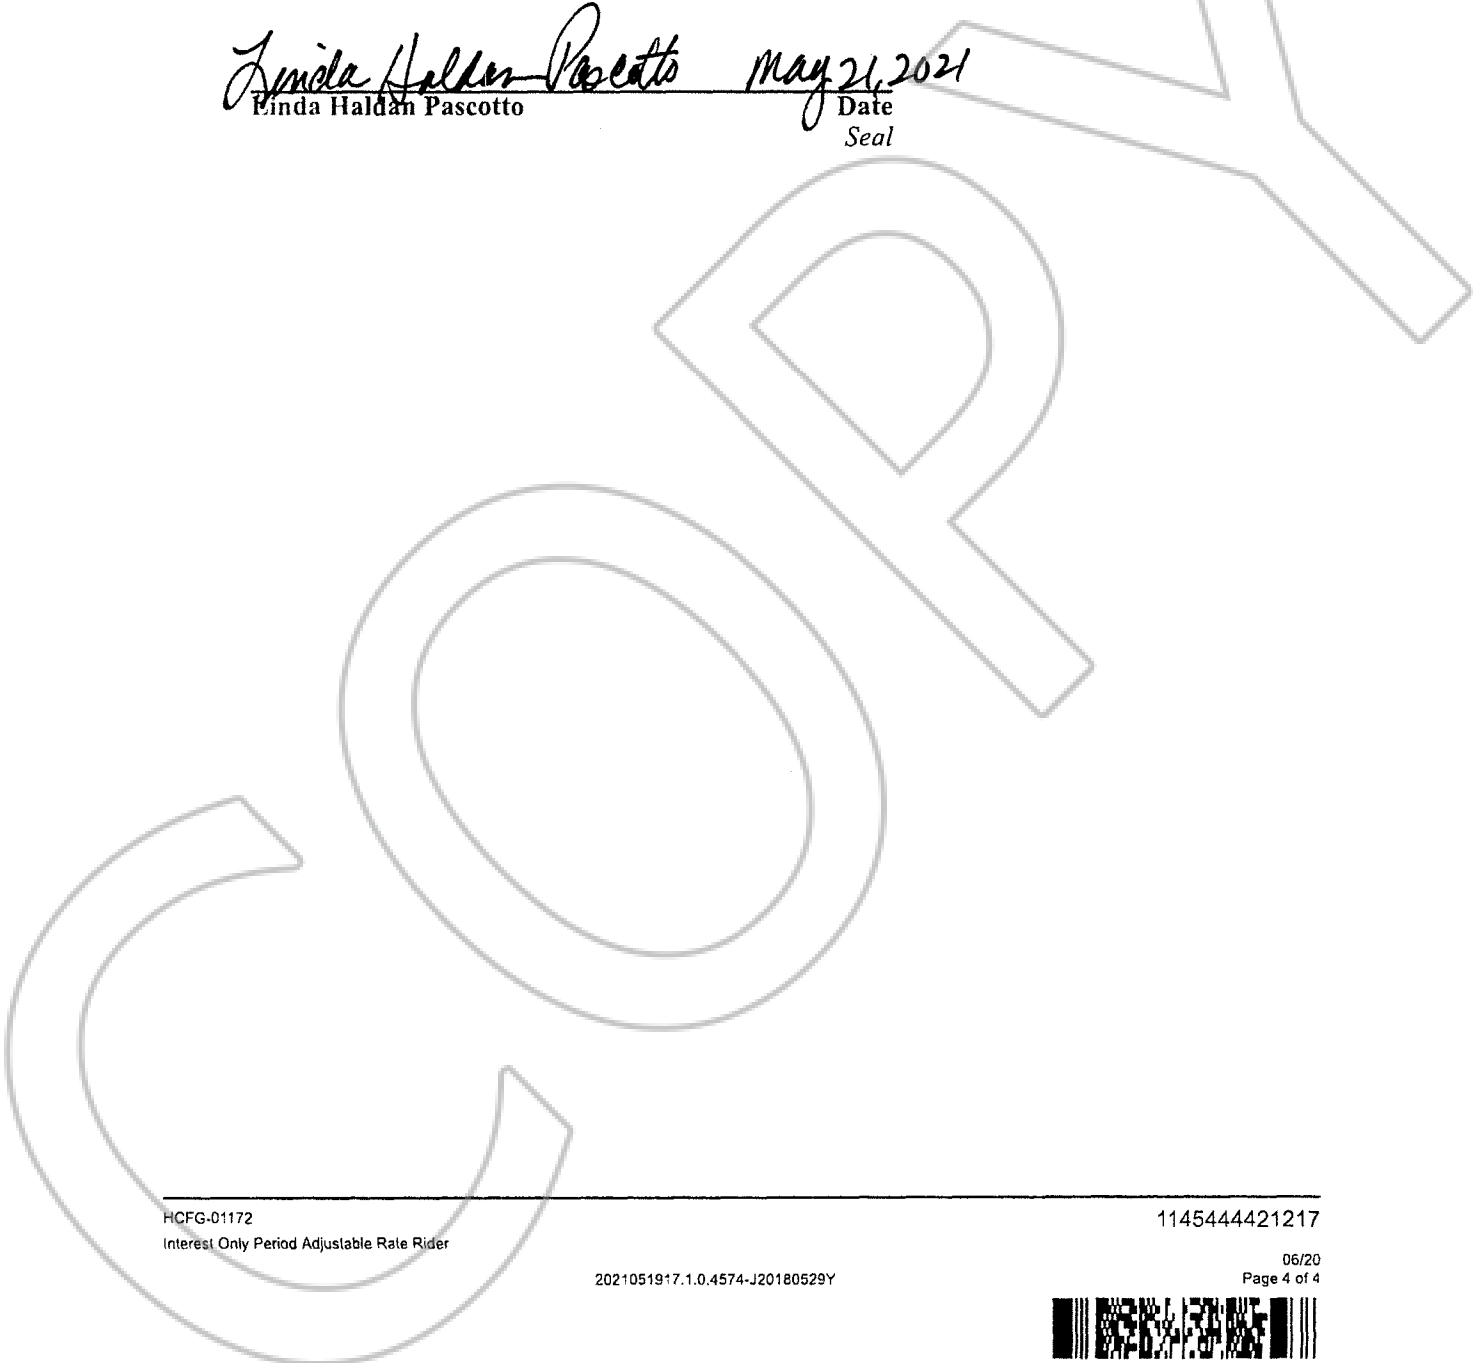 Linda Haldan Pascotto May 21, 2021
Linda Haldan Pascotto Date
Seal
COPY
HCFG-01172 1145444421217
Interest Only Period Adjustable Rate Rider
06/20
2021051917.1.0.4574-J20180529Y Page 4 of 4